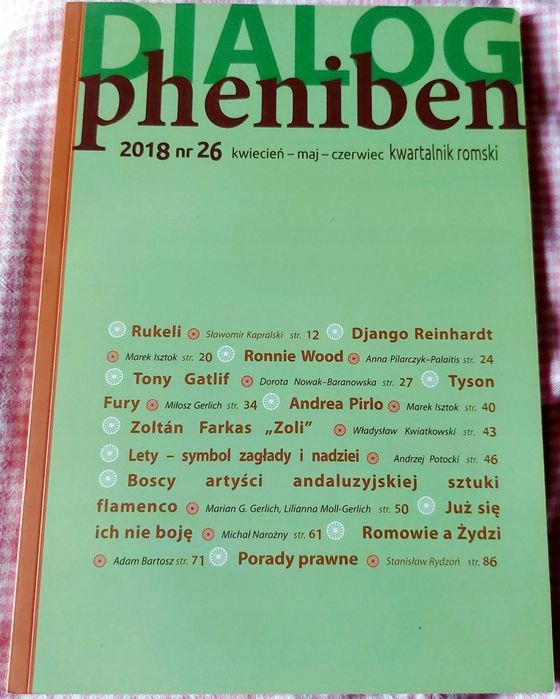 DIALOG
pheniben
2018 nr 26 kwiecień – maj – czerwiec kwartalnik romski
Rukeli Sławomir Kapralski str. 12 Django Reinhardt
Marek Isztok str. 20 Ronnie Wood Anna Pilarczyk–Palaitis str. 24
Tony Gatlif Dorota Nowak–Baranowska str. 27 Tyson
Fury Miłosz Gerlich str. 34 Andrea Pirlo Marek Isztok str. 40
Zoltán Farkas „Zoli” Władysław Kwiatkowski str. 43
Lety – symbol zagłady i nadziei Andrzej Potocki str. 46
Boscy artyści andaluzyjskiej sztuki
flamenco Marian G. Gerlich, Lilianna Moll-Gerlich str. 50 Już się
ich nie boję Michał Narożny str. 61 Romowie a Żydzi
Adam Bartosz str. 71 Porady prawne Stanisław Rydzoń str. 86